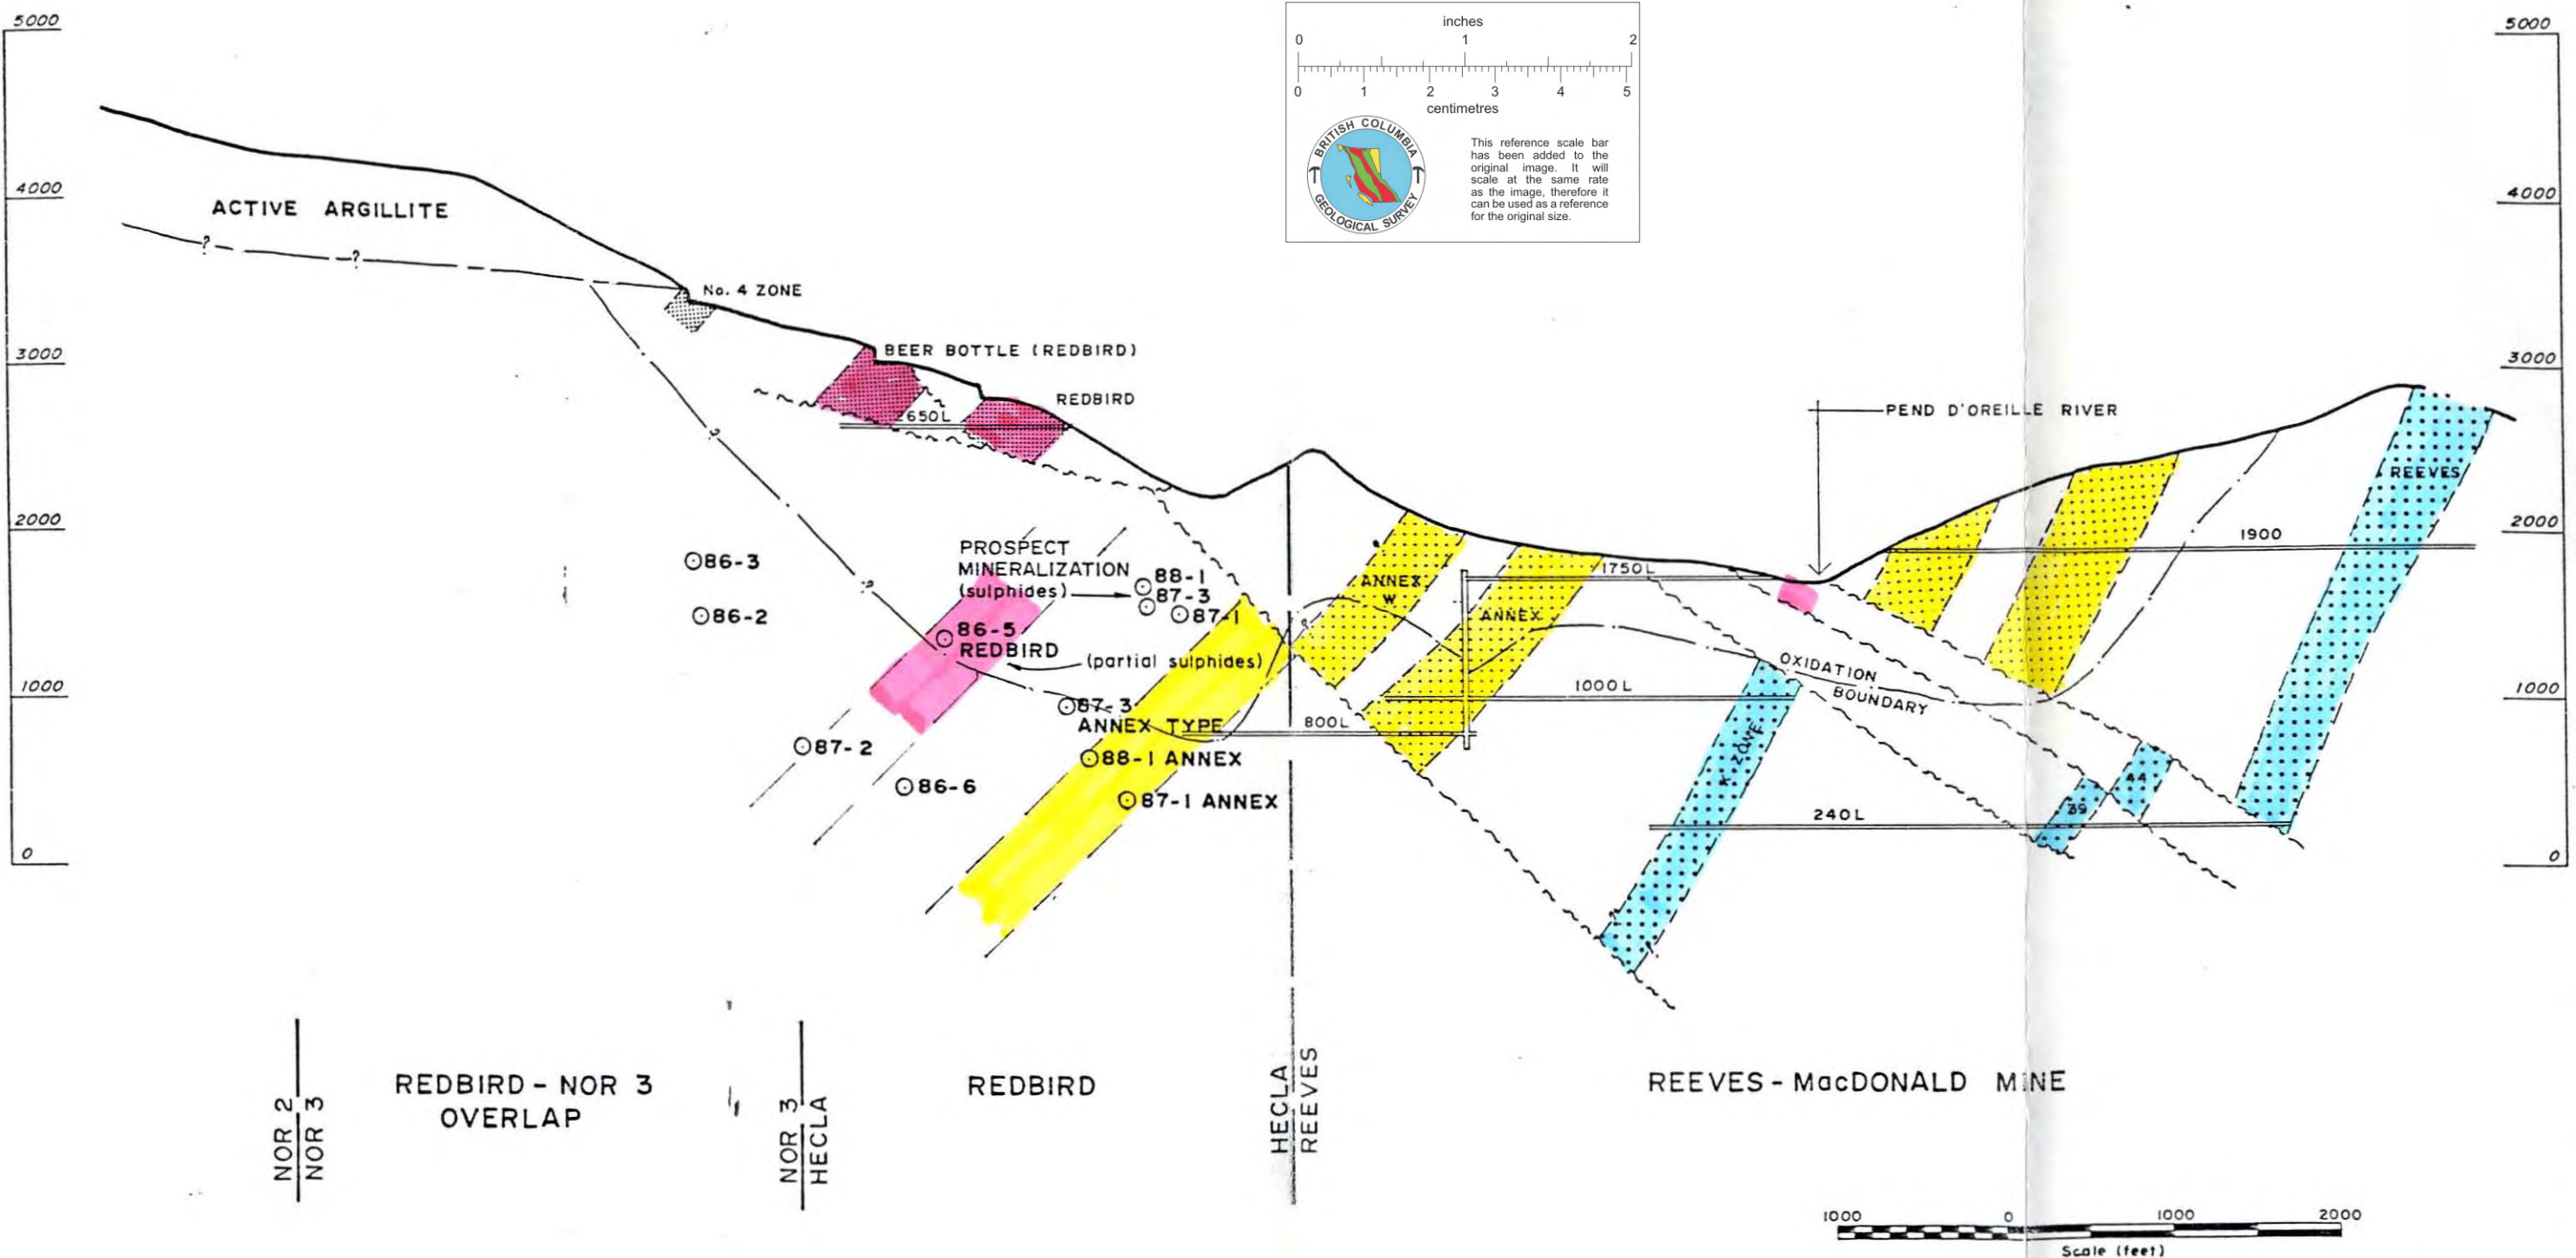 5000
4000
3000
2000
1000
0
5000
4000
3000
2000
1000
0
inches
0 1 2
0 1 2 3 4 5
centimetres
BRITISH COLUMBIA
GEOLOGICAL SURVEY
This reference scale bar
has been added to the
original image. It will
scale at the same rate
as the image, therefore it
can be used as a reference
for the original size.
ACTIVE ARGILLITE
?
?
No. 4 ZONE
BEER BOTTLE (REDBIRD)
REDBIRD
2650L
?
?
PEND D'OREILLE RIVER
REEVES
1900
86-3
86-2
PROSPECT
MINERALIZATION
(sulphides)
88-1
87-3
87-1
86-5
REDBIRD
(partial sulphides)
87-3
ANNEX TYPE
88-1 ANNEX
87-1 ANNEX
87-2
86-6
?
ANNEX
W
ANNEX
1750L
1000L
800L
OXIDATION
BOUNDARY
K ZONE
44
39
240L
NOR 2
NOR 3
REDBIRD - NOR 3
OVERLAP
NOR 3
HECLA
REDBIRD
HECLA
REEVES
REEVES - MacDONALD MINE
1000 0 1000 2000
Scale (feet)